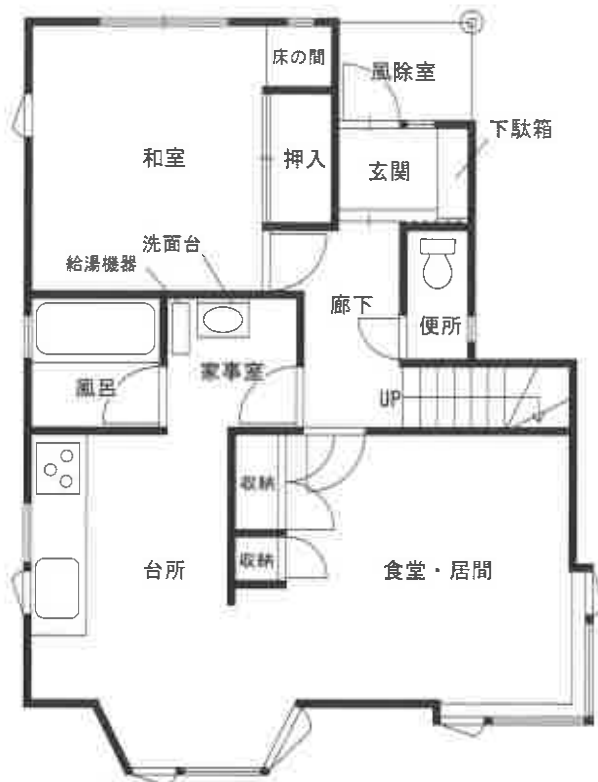 床の間
風除室
下駄箱
和室
押入
玄関
洗面台
給湯機器
廊下
便所
風呂
家事室
UP
収納
収納
台所
食堂・居間